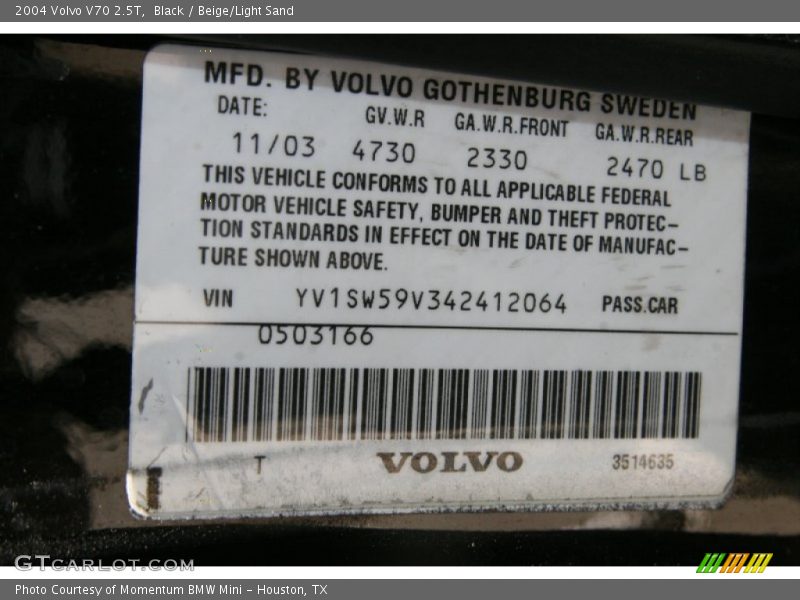 2004 Volvo V70 2.5T, Black / Beige/Light Sand
MFD. BY VOLVO GOTHENBURG SWEDEN
DATE: GV.W.R GA.W.R.FRONT GA.W.R.REAR
11/03 4730 2330 2470 LB
THIS VEHICLE CONFORMS TO ALL APPLICABLE FEDERAL
MOTOR VEHICLE SAFETY, BUMPER AND THEFT PROTEC-
TION STANDARDS IN EFFECT ON THE DATE OF MANUFAC-
TURE SHOWN ABOVE.
VIN YV1SW59V342412064 PASS.CAR
0503166
T VOLVO 3514635
GTCARLOT.COM
Photo Courtesy of Momentum BMW Mini - Houston, TX